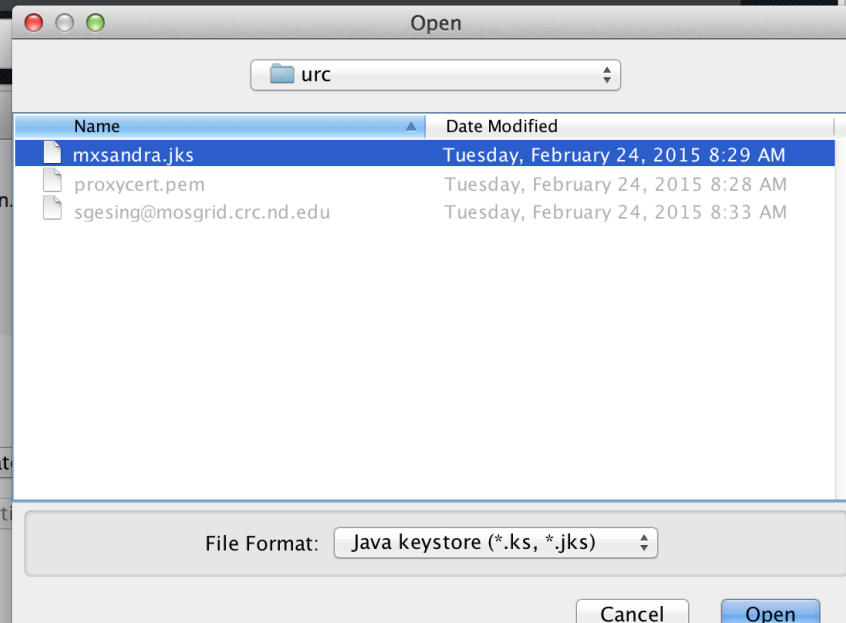 Open
urc
Name Date Modified
mxsandra.jks Tuesday, February 24, 2015 8:29 AM
proxycert.pem Tuesday, February 24, 2015 8:28 AM
n.
sgesing@mosgrid.crc.nd.edu Tuesday, February 24, 2015 8:33 AM
File Format: Java keystore (*.ks, *.jks)
Cancel Open